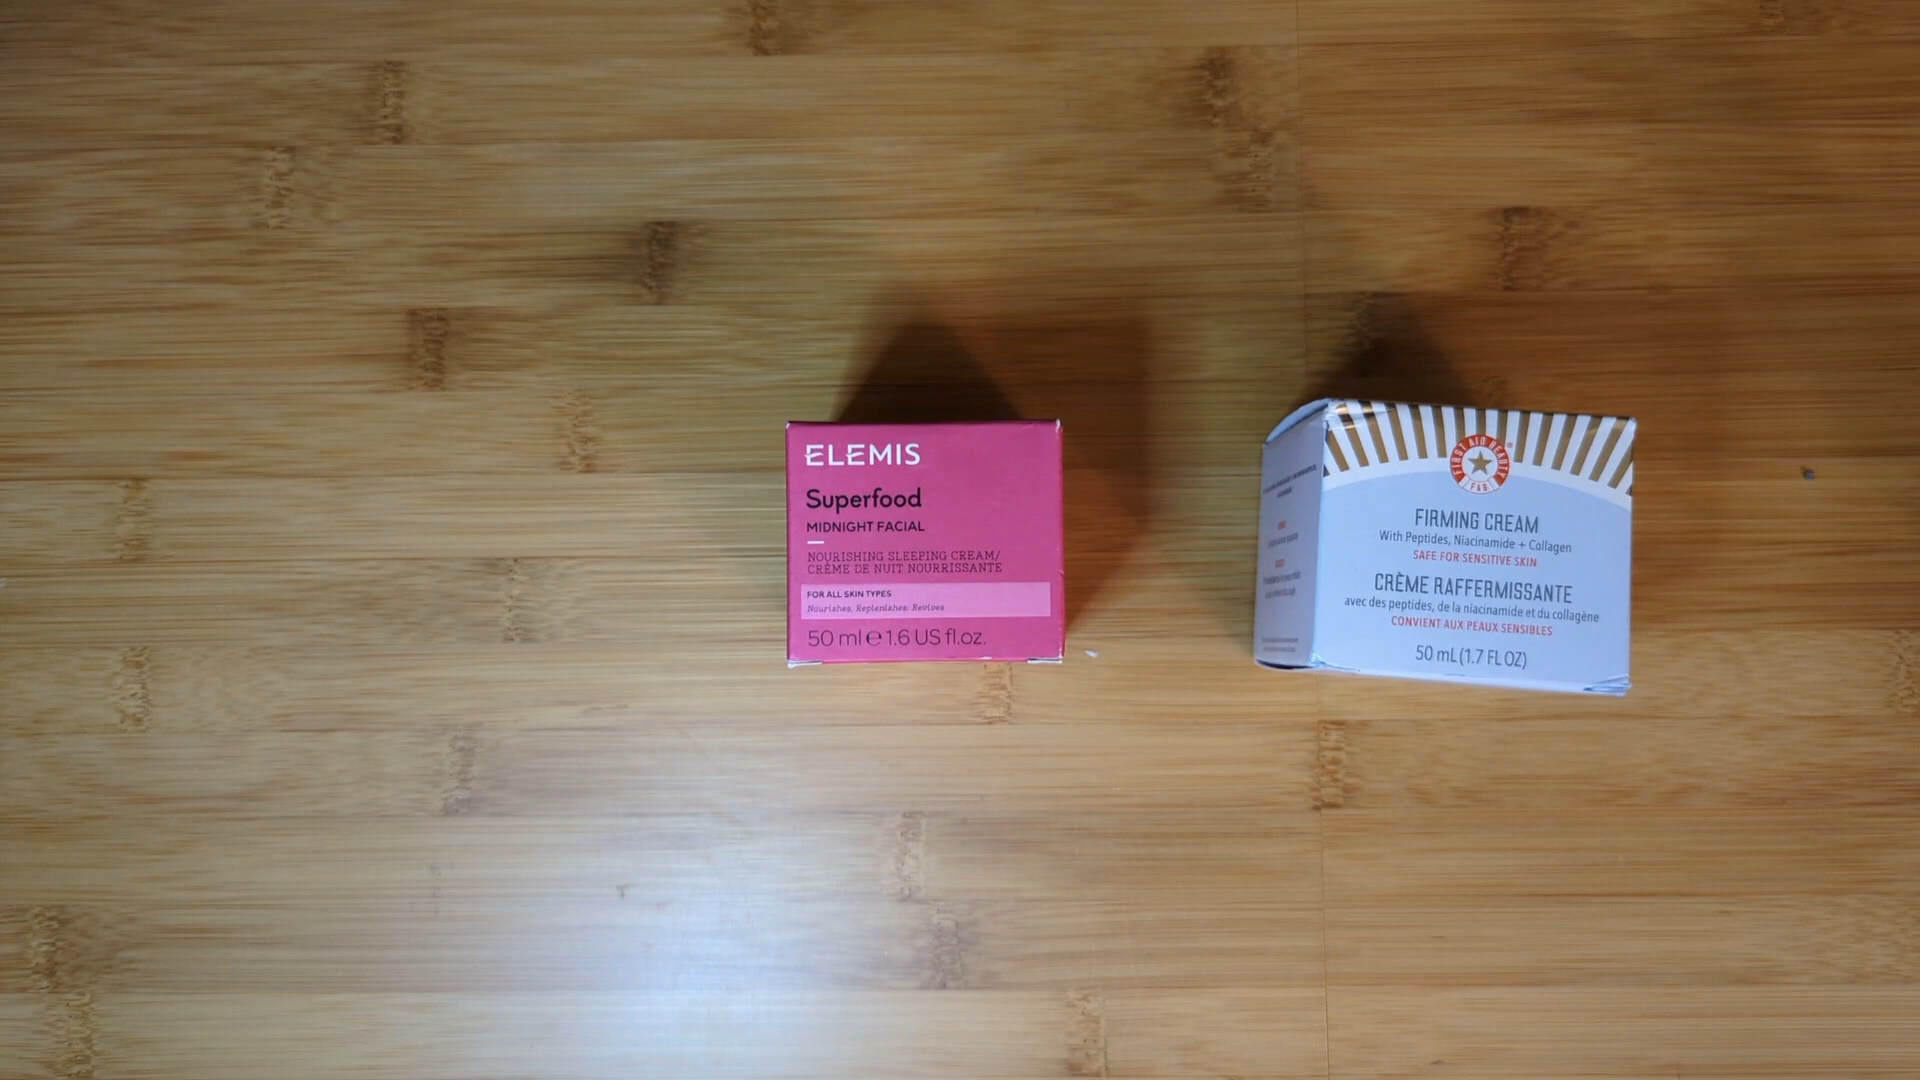 ELEMIS
Superfood
MIDNIGHT FACIAL
NOURISHING SLEEPING CREAM/
CRÈME DE NUIT NOURRISSANTE
FOR ALL SKIN TYPES
Nourishes, Replenishes, Revives
50 ml e 1.6 US fl.oz.
FIRST AID BEAUTY
FAB
FIRMING CREAM
With Peptides, Niacinamide + Collagen
SAFE FOR SENSITIVE SKIN
CRÈME RAFFERMISSANTE
avec des peptides, de la niacinamide et du collagène
CONVIENT AUX PEAUX SENSIBLES
50 mL (1.7 FL OZ)